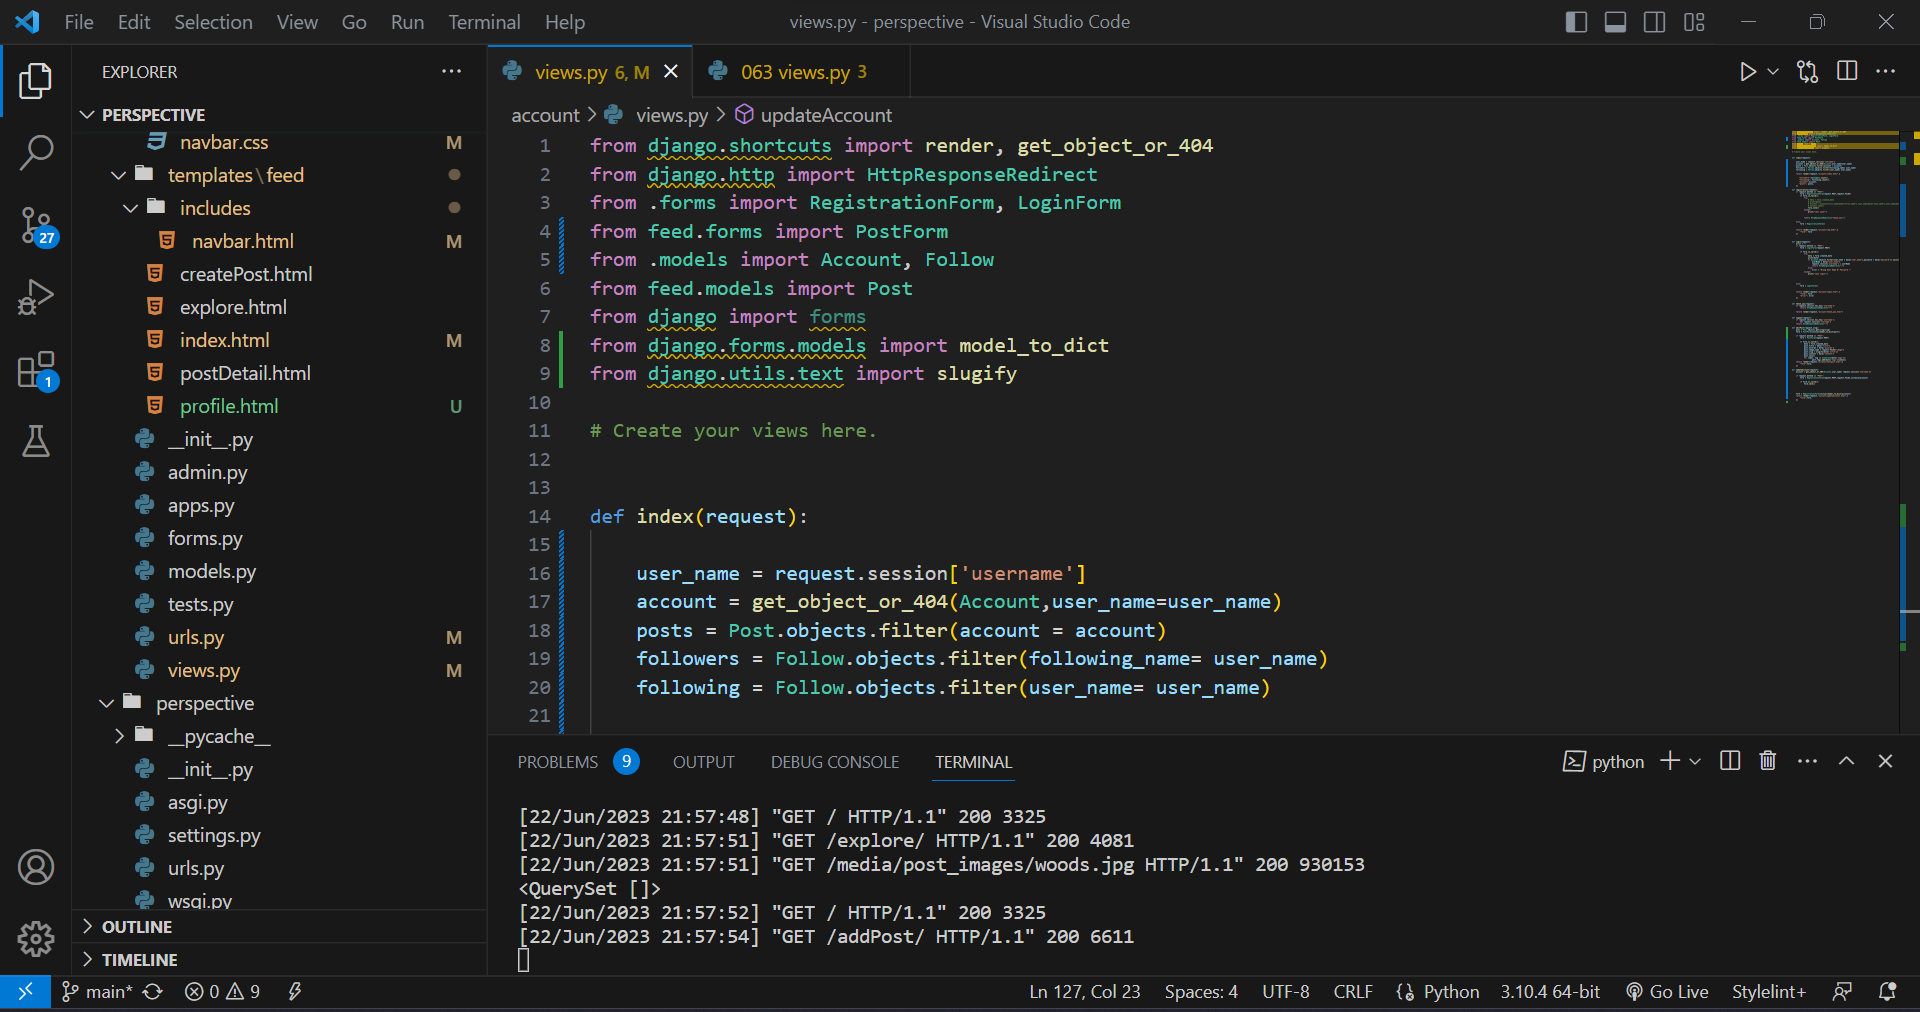 File Edit Selection View Go Run Terminal Help
views.py - perspective - Visual Studio Code
EXPLORER
PERSPECTIVE
navbar.css M
templates\feed
includes
navbar.html M
createPost.html
explore.html
index.html M
postDetail.html
profile.html U
__init__.py
admin.py
apps.py
forms.py
models.py
tests.py
urls.py M
views.py M
perspective
__pycache__
__init__.py
asgi.py
settings.py
urls.py
wsgi.py
OUTLINE
TIMELINE
27
1
views.py 6, M
063 views.py 3
account > views.py > updateAccount
1 from django.shortcuts import render, get_object_or_404
2 from django.http import HttpResponseRedirect
3 from .forms import RegistrationForm, LoginForm
4 from feed.forms import PostForm
5 from .models import Account, Follow
6 from feed.models import Post
7 from django import forms
8 from django.forms.models import model_to_dict
9 from django.utils.text import slugify
10
11 # Create your views here.
12
13
14 def index(request):
15
16 user_name = request.session['username']
17 account = get_object_or_404(Account,user_name=user_name)
18 posts = Post.objects.filter(account = account)
19 followers = Follow.objects.filter(following_name= user_name)
20 following = Follow.objects.filter(user_name= user_name)
21
PROBLEMS 9 OUTPUT DEBUG CONSOLE TERMINAL
python
[22/Jun/2023 21:57:48] "GET / HTTP/1.1" 200 3325
[22/Jun/2023 21:57:51] "GET /explore/ HTTP/1.1" 200 4081
[22/Jun/2023 21:57:51] "GET /media/post_images/woods.jpg HTTP/1.1" 200 930153
<QuerySet []>
[22/Jun/2023 21:57:52] "GET / HTTP/1.1" 200 3325
[22/Jun/2023 21:57:54] "GET /addPost/ HTTP/1.1" 200 6611
main* 0 9
Ln 127, Col 23 Spaces: 4 UTF-8 CRLF Python 3.10.4 64-bit Go Live Stylelint+